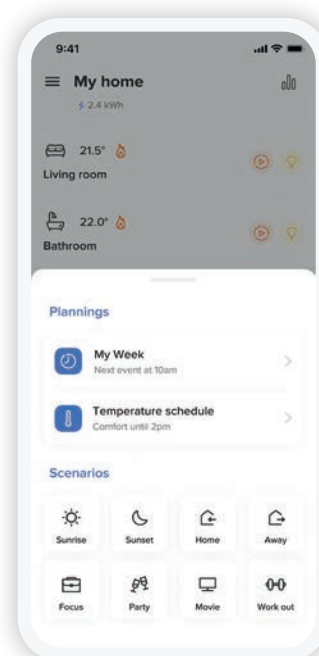 9:41
My home
2.4 kWh
21.5°
Living room
22.0°
Bathroom
Plannings
My Week
Next event at 10am
Temperature schedule
Comfort until 2pm
Scenarios
Sunrise Sunset Home Away
Focus Party Movie Work out